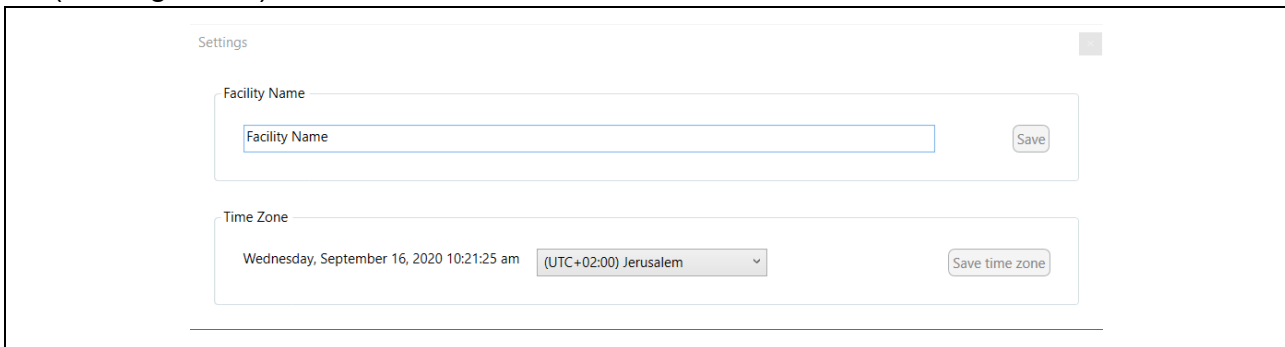 Settings
Facility Name
Facility Name
Save
Time Zone
Wednesday, September 16, 2020 10:21:25 am
(UTC+02:00) Jerusalem
Save time zone